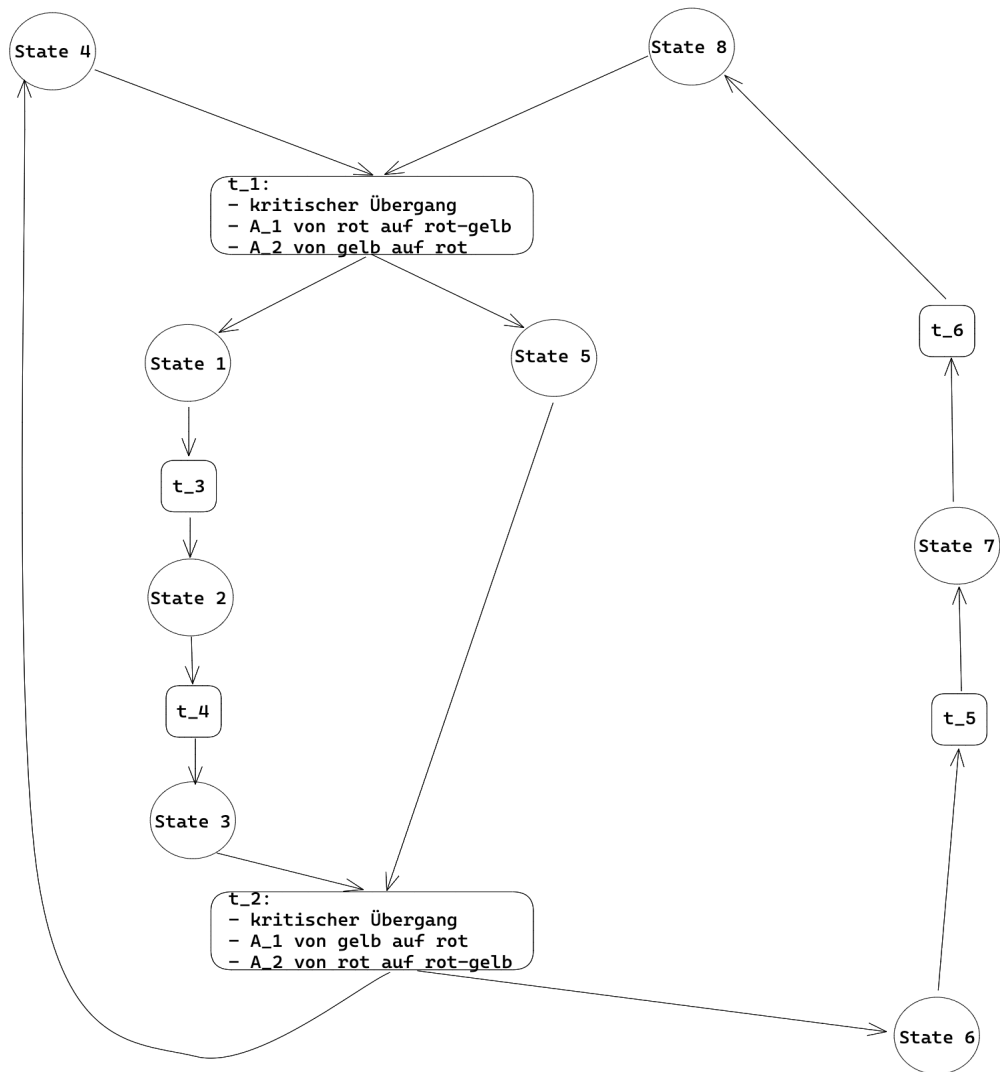 State 4
State 8
t_1:
- kritischer Übergang
- A_1 von rot auf rot-gelb
- A_2 von gelb auf rot
t_6
State 1
State 5
t_3
State 7
State 2
t_4
t_5
State 3
t_2:
- kritischer Übergang
- A_1 von gelb auf rot
- A_2 von rot auf rot-gelb
State 6